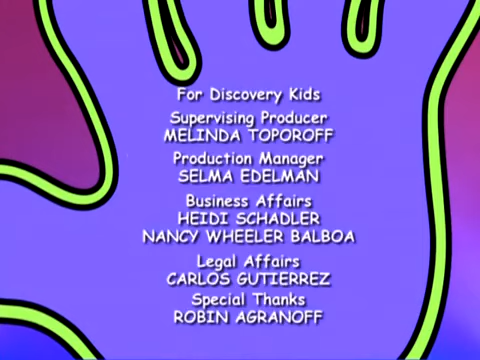 For Discovery Kids
Supervising Producer
MELINDA TOPOROFF
Production Manager
SELMA EDELMAN
Business Affairs
HEIDI SCHADLER
NANCY WHEELER BALBOA
Legal Affairs
CARLOS GUTIERREZ
Special Thanks
ROBIN AGRANOFF